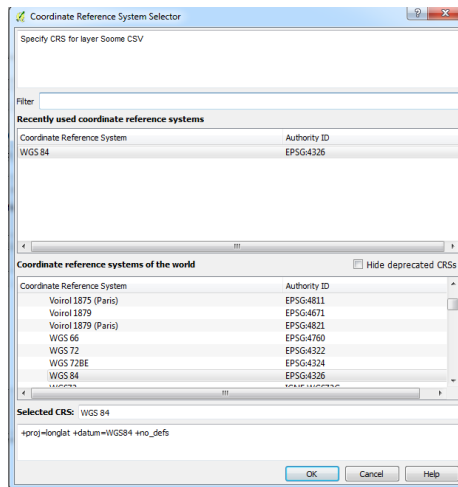 Coordinate Reference System Selector
Specify CRS for layer Soome CSV
Filter
Recently used coordinate reference systems
Coordinate Reference System Authority ID
WGS 84 EPSG:4326
Coordinate reference systems of the world Hide deprecated CRSs
Coordinate Reference System Authority ID
Voirol 1875 (Paris) EPSG:4811
Voirol 1879 EPSG:4671
Voirol 1879 (Paris) EPSG:4821
WGS 66 EPSG:4760
WGS 72 EPSG:4322
WGS 72BE EPSG:4324
WGS 84 EPSG:4326
Selected CRS: WGS 84
+proj=longlat +datum=WGS84 +no_defs
OK Cancel Help